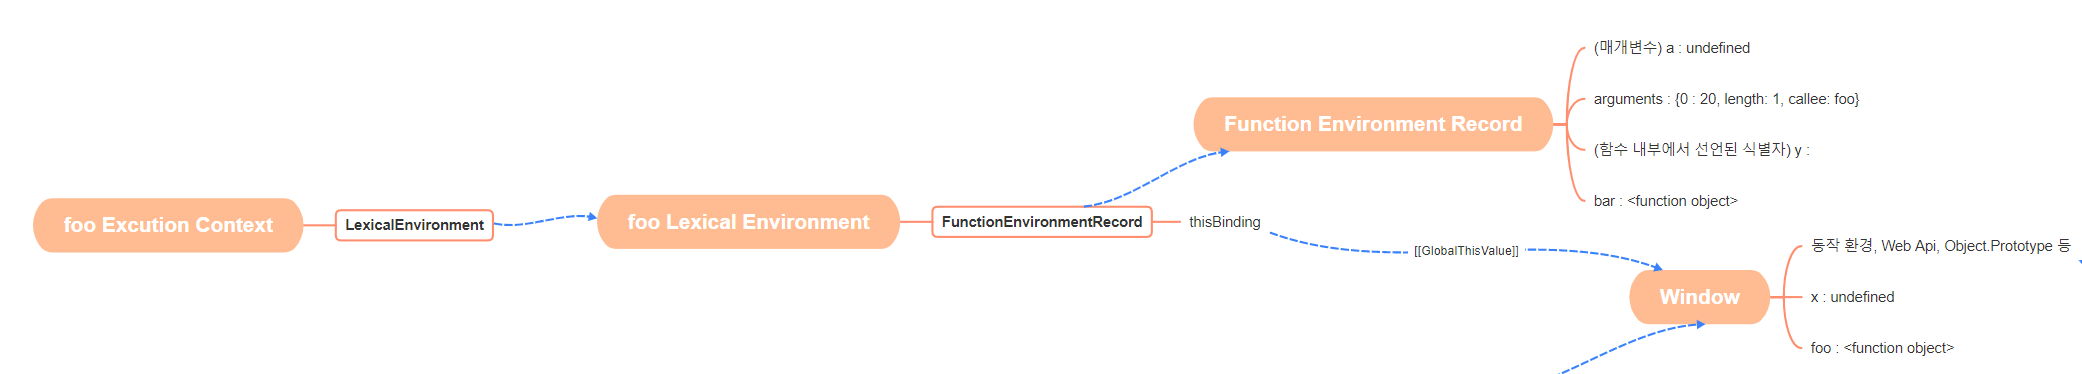 foo Excution Context
LexicalEnvironment
foo Lexical Environment
FunctionEnvironmentRecord
Function Environment Record
(매개변수) a : undefined
arguments : {0 : 20, length: 1, callee: foo}
(함수 내부에서 선언된 식별자) y :
bar : <function object>
thisBinding
[[GlobalThisValue]]
Window
동작 환경, Web Api, Object.Prototype 등
x : undefined
foo : <function object>